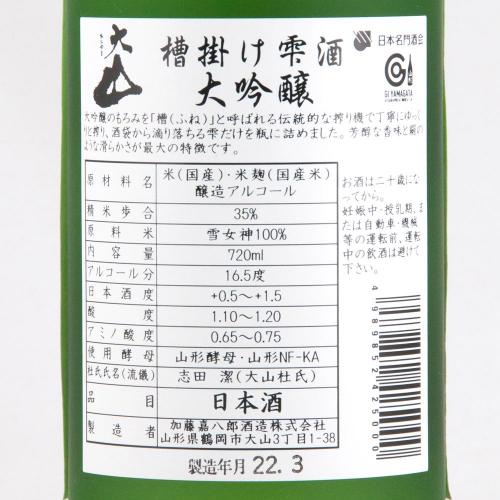 大山
槽掛け雫酒
大吟醸
日本名門酒会
GI YAMAGATA
大吟醸のもろみを「槽(ふね)」と呼ばれる伝統的な搾り機で丁寧にゆっく
りと搾り、酒袋から滴り落ちる雫だけを瓶に詰めました。芳醇な香味と絹の
ような滑らかさが最大の特徴です。
原材料名 米(国産)・米麹(国産米)
醸造アルコール
精米歩合 35%
原料米 雪女神100%
内容量 720ml
アルコール分 16.5度
日本酒度 +0.5~+1.5
酸度 1.10~1.20
アミノ酸度 0.65~0.75
使用酵母 山形酵母・山形NF-KA
杜氏氏名(流儀) 志田 潔(大山杜氏)
品目 日本酒
製造者 加藤嘉八郎酒造株式会社
山形県鶴岡市大山3丁目1-38
製造年月 22.3
お酒は二十歳になってから。
妊娠中・授乳期、または自動車・機械等の運転前、運転中の飲酒は避けて下さい。
4989852425000